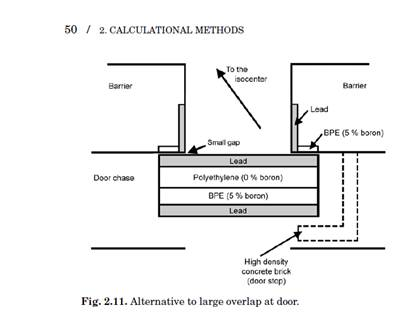 50 / 2. CALCULATIONAL METHODS
To the
isocenter
Barrier
Barrier
Lead
BPE (5 % boron)
Small gap
Lead
Door chase
Polyethylene (0 % boron)
BPE (5 % boron)
Lead
High density
concrete brick
(door stop)
Fig. 2.11. Alternative to large overlap at door.